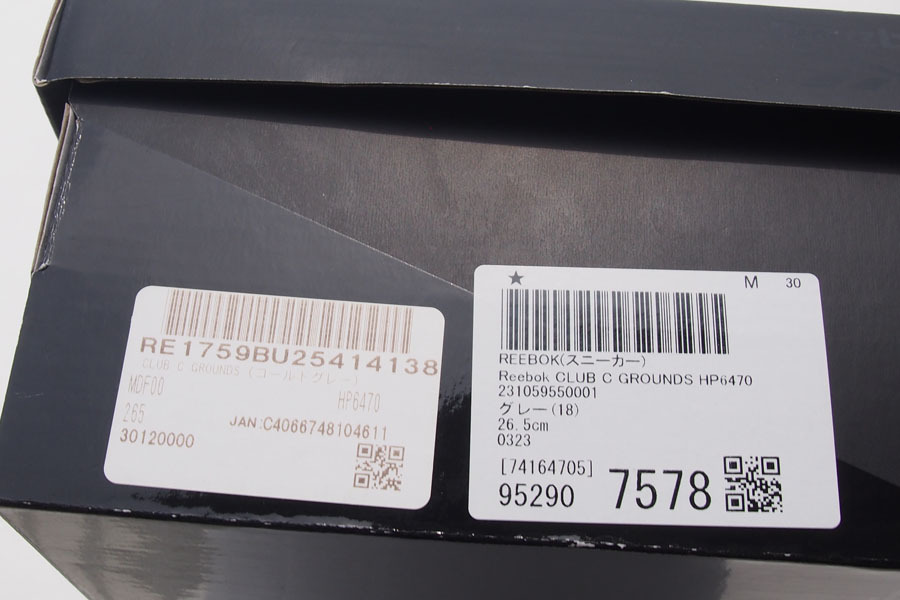 RE1759BU25414138
CLUB C GROUNDS (コールドグレー)
MDF00 HP6470
265
JAN:C4066748104611
30120000
★ M 30
REEBOK(スニーカー)
Reebok CLUB C GROUNDS HP6470
231059550001
グレー(18)
26.5cm
0323
[74164705]
95290 7578